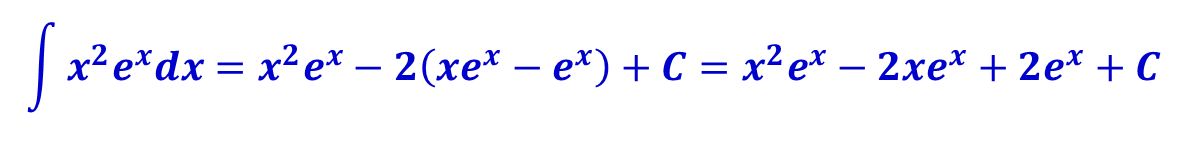 ∫ x²eˣdx = x²eˣ − 2(xeˣ − eˣ) + C = x²eˣ − 2xeˣ + 2eˣ + C